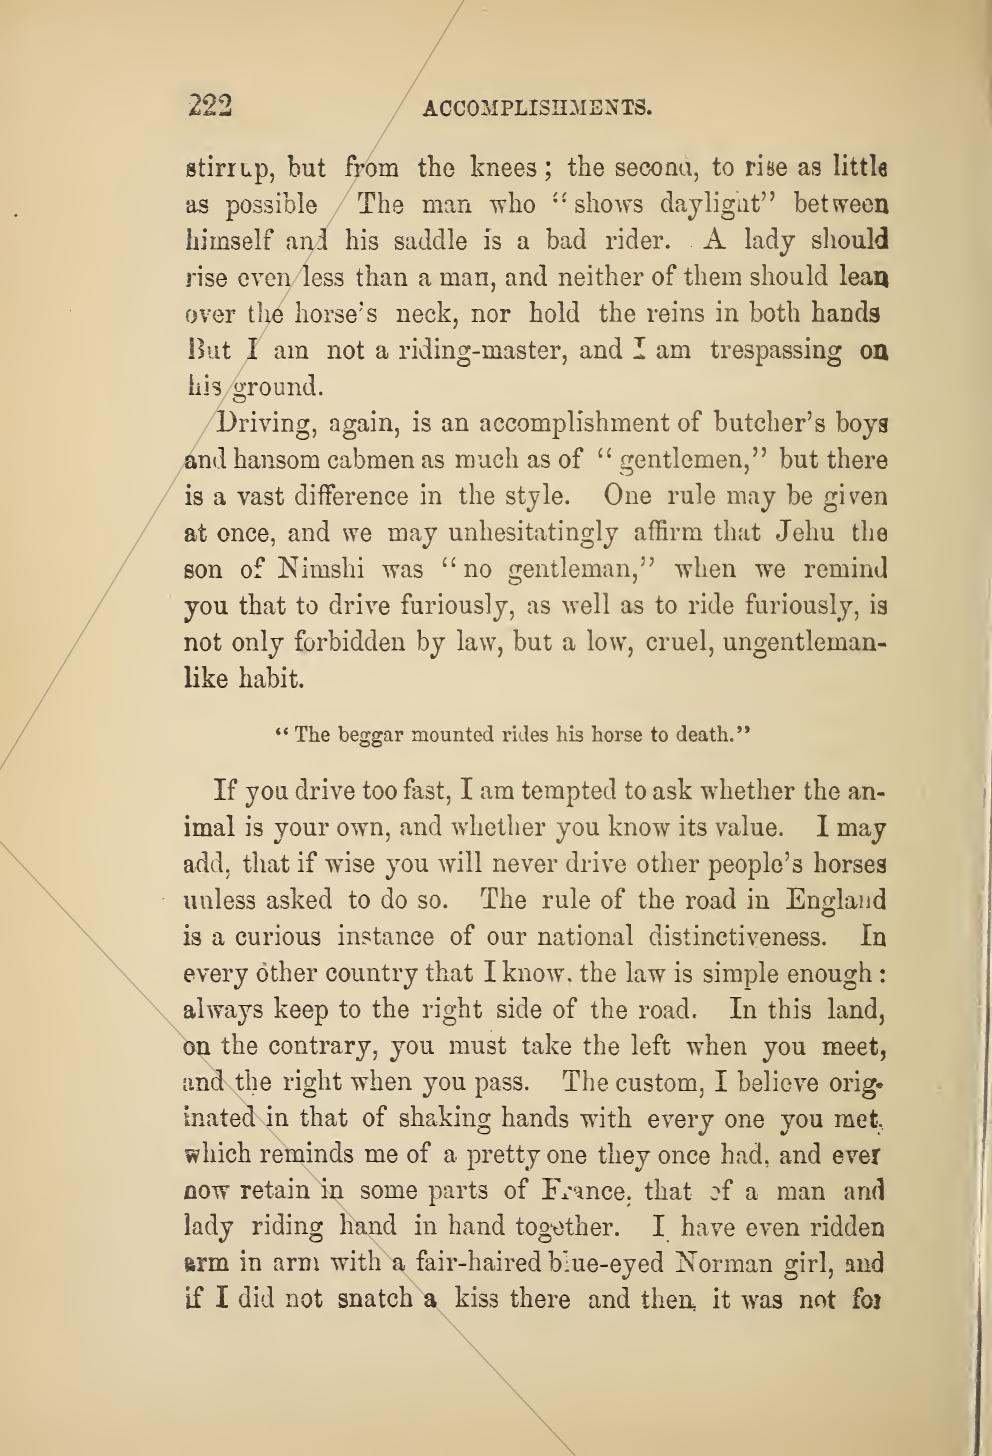 222 ACCOMPLISHMENTS.
stirrup, but from the knees ; the second, to rise as little
as possible The man who “ shows daylight” between
himself and his saddle is a bad rider. A lady should
rise even less than a man, and neither of them should lean
over the horse’s neck, nor hold the reins in both hands
But I am not a riding-master, and I am trespassing on
his ground.
Driving, again, is an accomplishment of butcher’s boys
and hansom cabmen as much as of “ gentlemen,” but there
is a vast difference in the style. One rule may be given
at once, and we may unhesitatingly affirm that Jehu the
son of Nimshi was “ no gentleman,” when we remind
you that to drive furiously, as well as to ride furiously, is
not only forbidden by law, but a low, cruel, ungentleman-
like habit.
“ The beggar mounted rides his horse to death.”
If you drive too fast, I am tempted to ask whether the an-
imal is your own, and whether you know its value. I may
add, that if wise you will never drive other people’s horses
unless asked to do so. The rule of the road in England
is a curious instance of our national distinctiveness. In
every other country that I know, the law is simple enough :
always keep to the right side of the road. In this land,
on the contrary, you must take the left when you meet,
and the right when you pass. The custom, I believe orig-
inated in that of shaking hands with every one you met,
which reminds me of a pretty one they once had, and ever
now retain in some parts of France, that of a man and
lady riding hand in hand together. I have even ridden
arm in arm with a fair-haired blue-eyed Norman girl, and
if I did not snatch a kiss there and then, it was not for